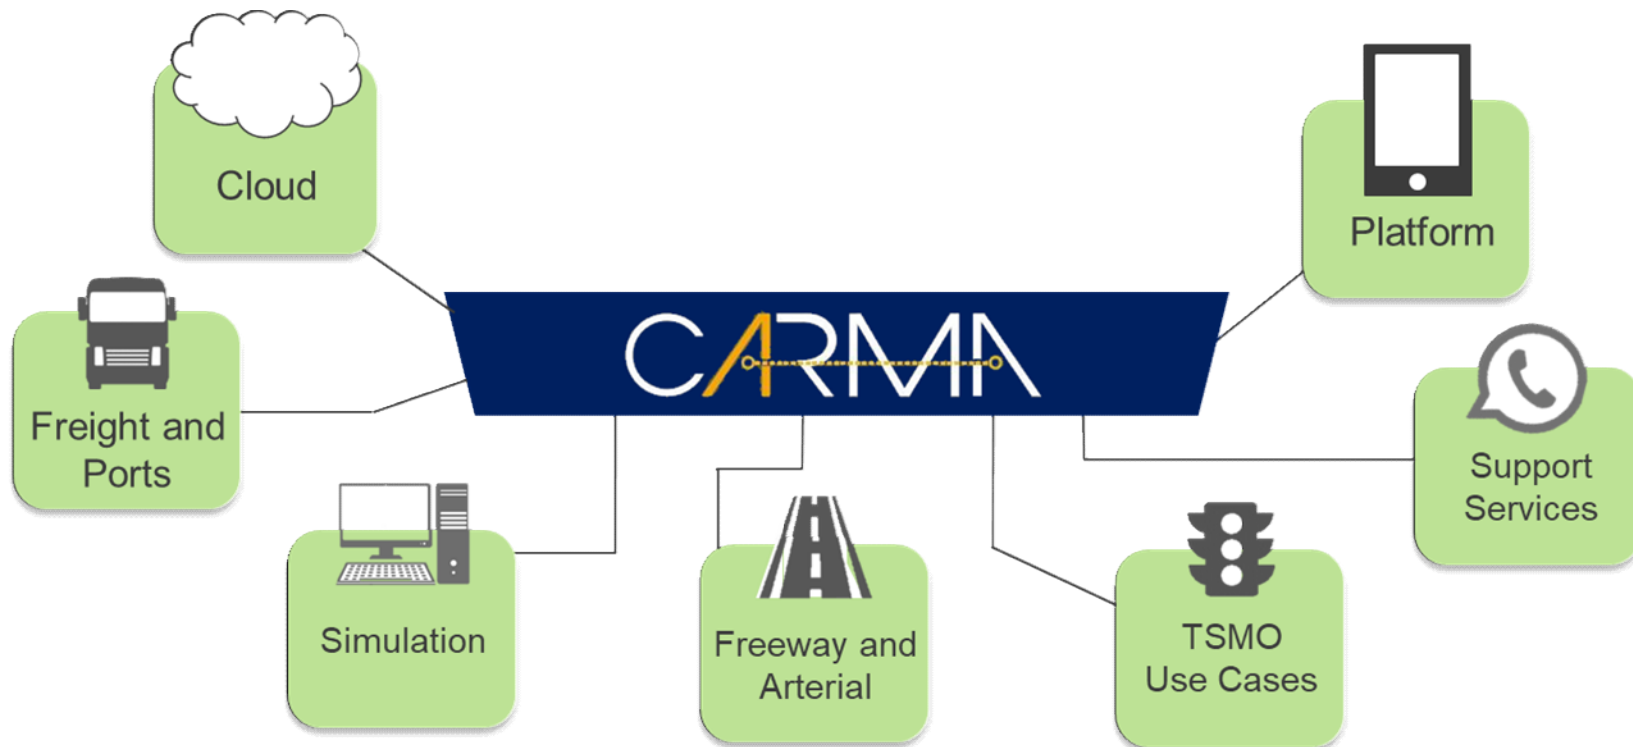 Cloud
Platform
CARMA
Freight and
Ports
Support
Services
Simulation
Freeway and
Arterial
TSMO
Use Cases